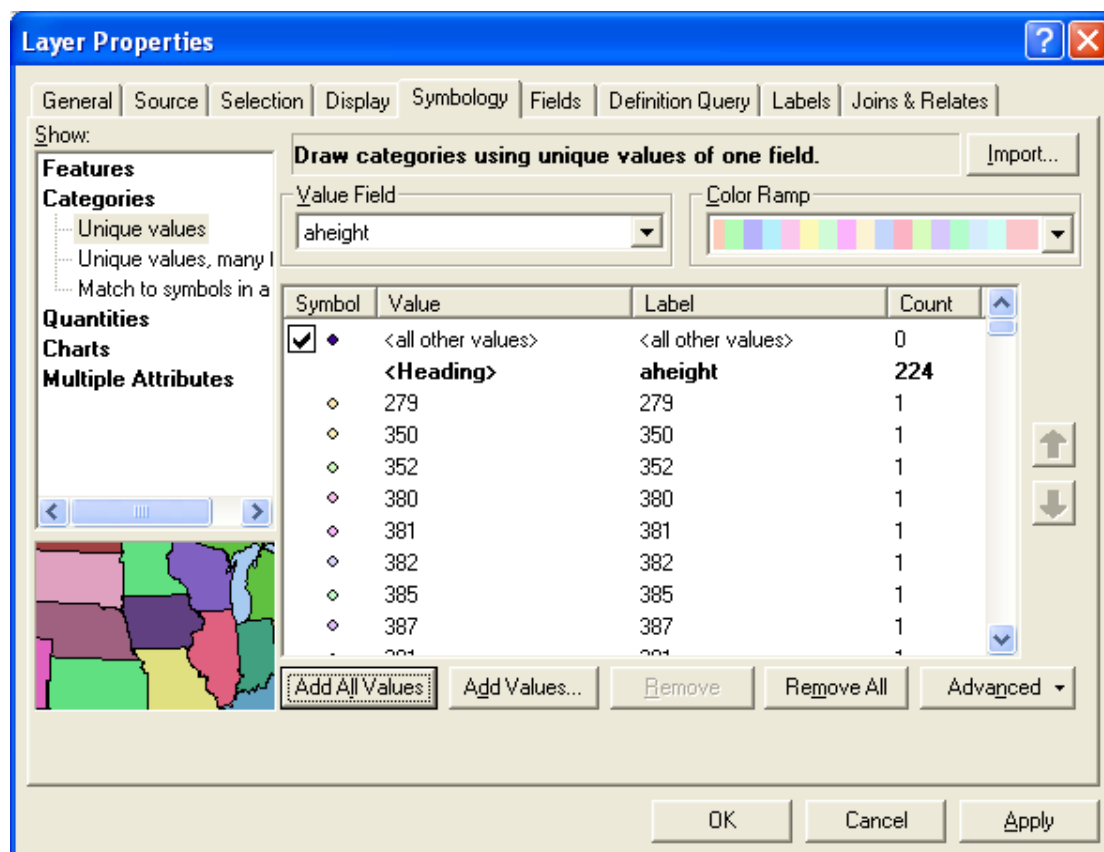 Layer Properties
General Source Selection Display Symbology Fields Definition Query Labels Joins & Relates
Show:
Features
Categories
Unique values
Unique values, many
Match to symbols in a
Quantities
Charts
Multiple Attributes
Draw categories using unique values of one field.
Import...
Value Field
aheight
Color Ramp
Symbol Value Label Count
<all other values> <all other values> 0
<Heading> aheight 224
279 279 1
350 350 1
352 352 1
380 380 1
381 381 1
382 382 1
385 385 1
387 387 1
Add All Values Add Values... Remove Remove All Advanced
OK Cancel Apply